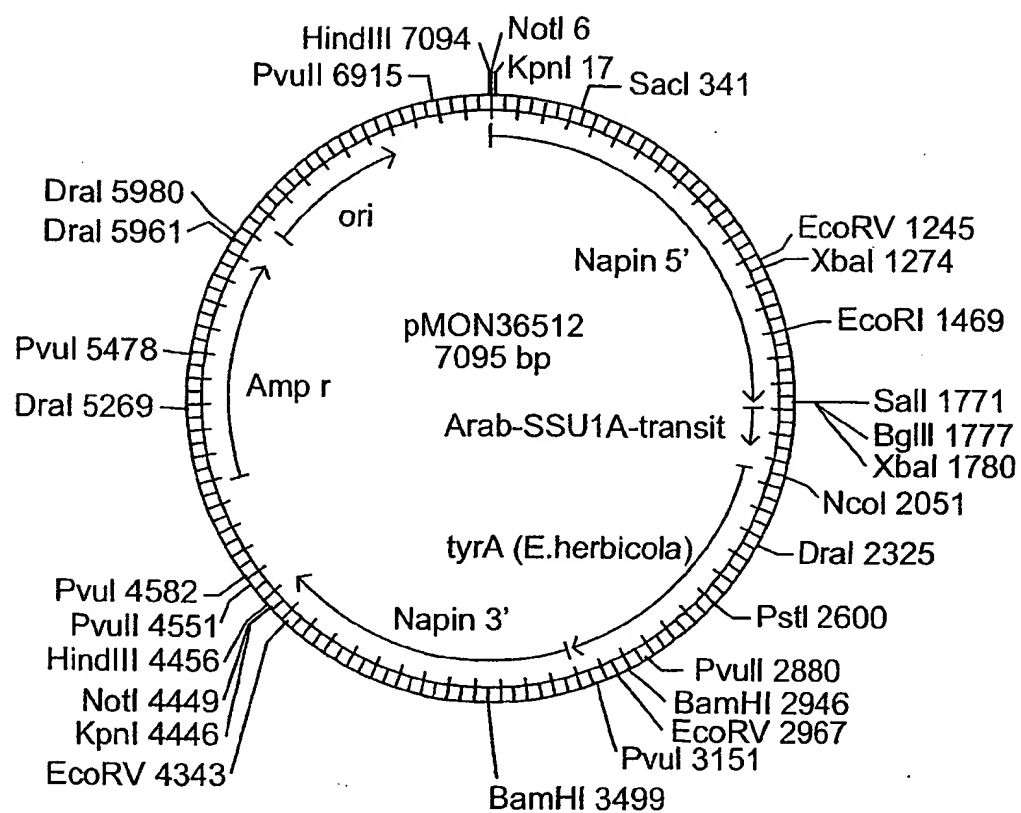 HindIII 7094
NotI 6
KpnI 17
PvuII 6915
SacI 341
DraI 5980
DraI 5961
ori
EcoRV 1245
XbaI 1274
Napin 5’
EcoRI 1469
pMON36512
7095 bp
PvuI 5478
DraI 5269
Amp r
SalI 1771
BglII 1777
XbaI 1780
Arab-SSU1A-transit
NcoI 2051
tyrA (E.herbicola)
DraI 2325
PstI 2600
Napin 3’
PvuI 4582
PvuII 4551
HindIII 4456
NotI 4449
KpnI 4446
EcoRV 4343
PvuII 2880
BamHI 2946
EcoRV 2967
PvuI 3151
BamHI 3499